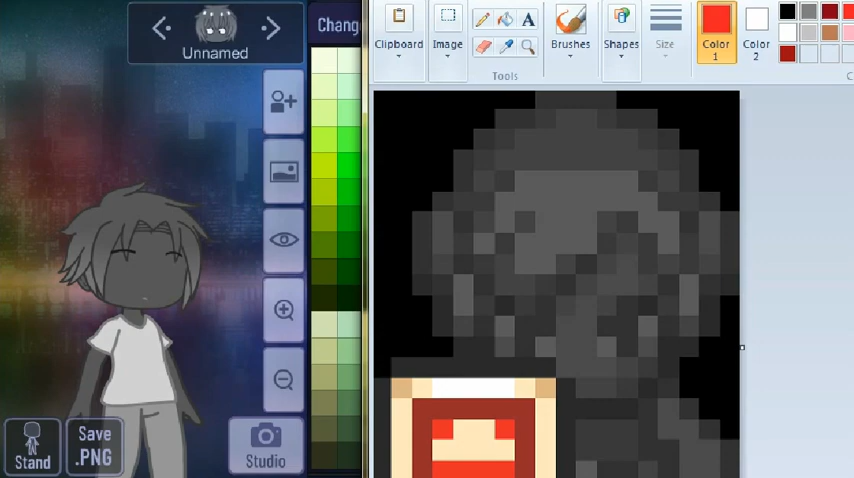 Unnamed
Chang
Stand
Save
.PNG
Studio
Clipboard
Image
Tools
A
Brushes
Shapes
Size
Color
1
Color
2
C